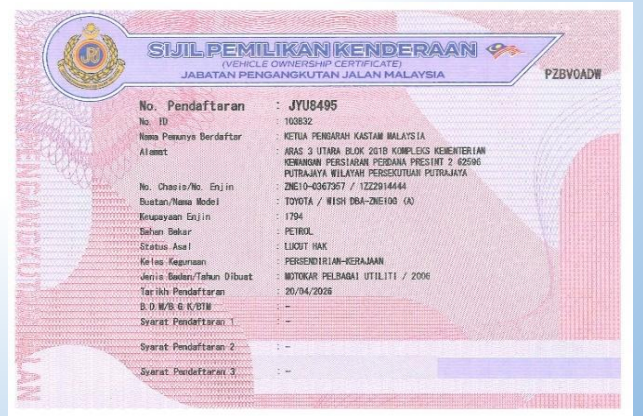 SIJIL PEMILIKAN KENDERAAN
(VEHICLE OWNERSHIP CERTIFICATE)
JABATAN PENGANGKUTAN JALAN MALAYSIA
PZBV0ADW
No. Pendaftaran : JYU8495
No. ID : 103832
Nama Pemunya Berdaftar : KETUA PENGARAH KASTAM MALAYSIA
Alamat : ARAS 3 UTARA BLOK 2G1B KOMPLEKS KEMENTERIAN
KEWANGAN PERSIARAN PERDANA PRESINT 2 62596
PUTRAJAYA WILAYAH PERSEKUTUAN PUTRAJAYA
No. Chasis/No. Enjin : ZNE10-0367357 / 1ZZ2914444
Buatan/Nama Model : TOYOTA / WISH DBA-ZNE10G (A)
Keupayaan Enjin : 1794
Bahan Bakar : PETROL
Status Asal : LUCUT HAK
Kelas Kegunaan : PERSENDIRIAN-KERAJAAN
Jenis Badan/Tahun Dibuat : MOTOKAR PELBAGAI UTILITI / 2006
Tarikh Pendaftaran : 20/04/2026
B.D.M/B.G.K/BTM : -
Syarat Pendaftaran 1 : -
Syarat Pendaftaran 2 : -
Syarat Pendaftaran 3 : -